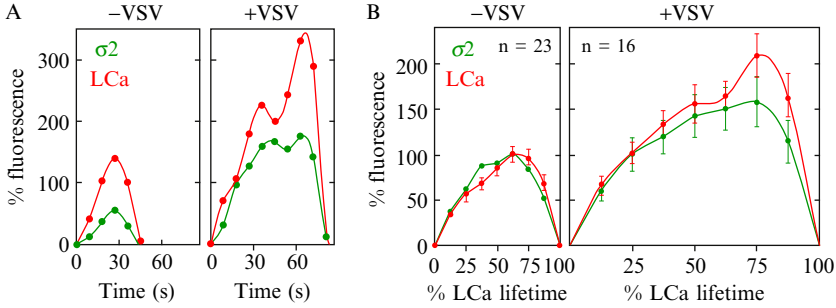 A
−VSV
+VSV
σ2
LCa
% fluorescence
300
200
100
0
0
30
60
0
30
60
Time (s)
Time (s)
B
−VSV
+VSV
σ2
LCa
n = 23
n = 16
% fluorescence
200
150
100
50
0
0
25
50
75
100
25
50
75
100
% LCa lifetime
% LCa lifetime